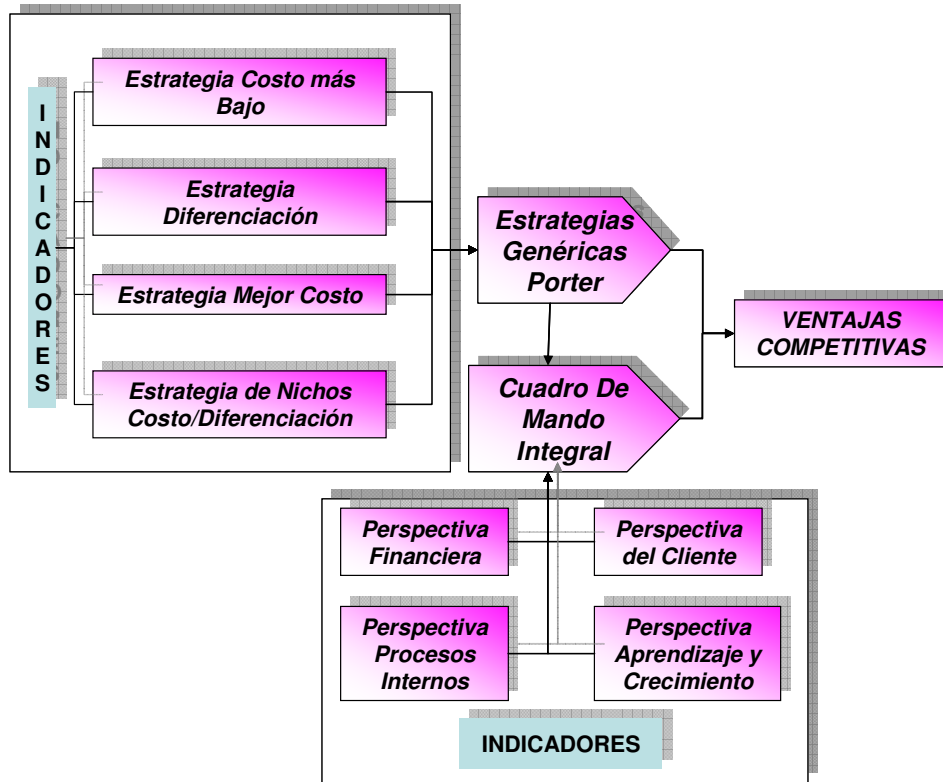 INDICADORES
Estrategia Costo más
Bajo
Estrategia
Diferenciación
Estrategia Mejor Costo
Estrategia de Nichos
Costo/Diferenciación
Estrategias
Genéricas
Porter
Cuadro De
Mando
Integral
VENTAJAS
COMPETITIVAS
Perspectiva
Financiera
Perspectiva
del Cliente
Perspectiva
Procesos
Internos
Perspectiva
Aprendizaje y
Crecimiento
INDICADORES